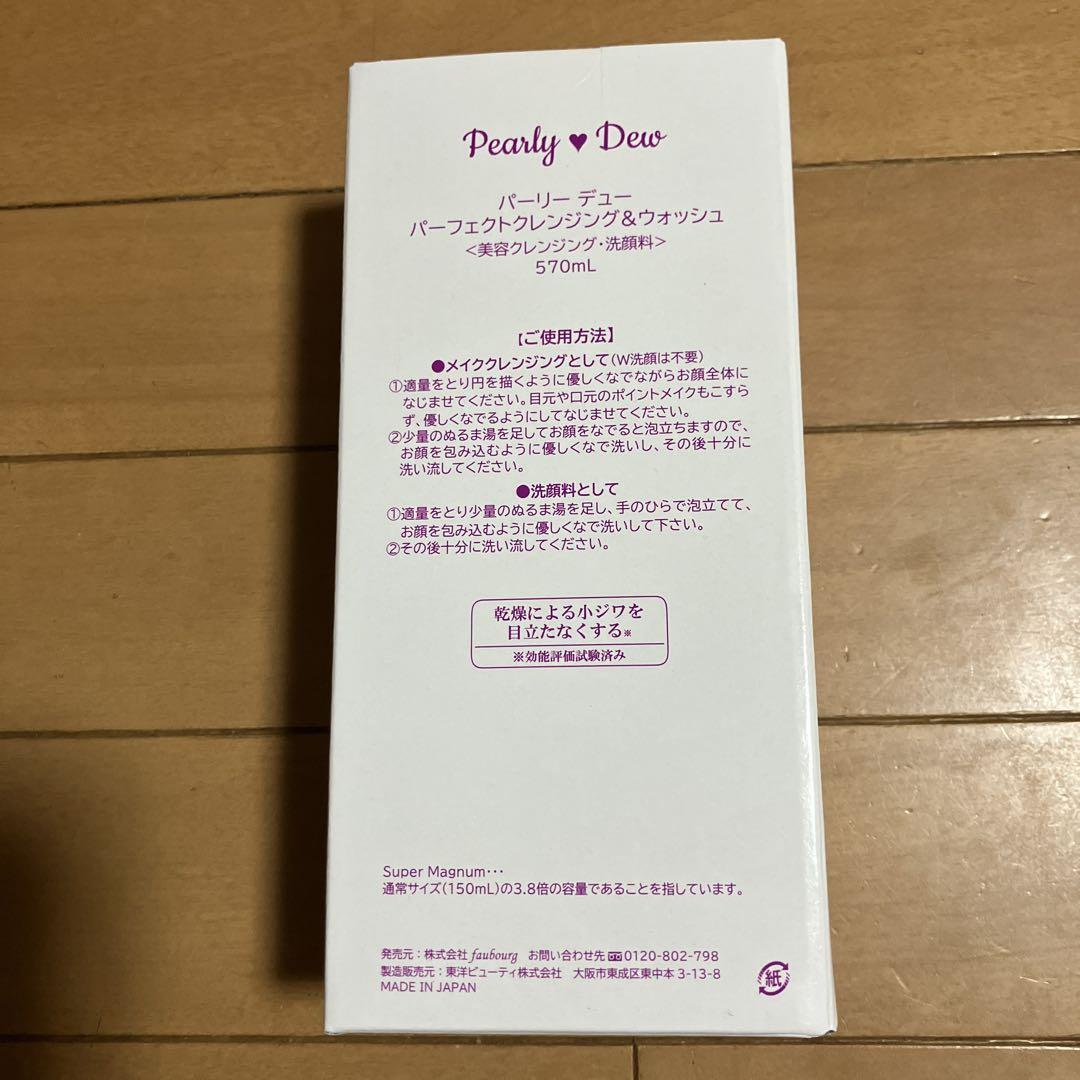 Pearly ♥ Dew
パーリー デュー
パーフェクトクレンジング&ウォッシュ
<美容クレンジング・洗顔料>
570mL
【ご使用方法】
●メイククレンジングとして(W洗顔は不要)
①適量をとり円を描くように優しくなでながらお顔全体に
なじませてください。目元や口元のポイントメイクもこすら
ず、優しくなでるようにしてなじませてください。
②少量のぬるま湯を足してお顔をなでると泡立ちますので、
お顔を包み込むように優しくなで洗いし、その後十分に
洗い流してください。
●洗顔料として
①適量をとり少量のぬるま湯を足し、手のひらで泡立てて、
お顔を包み込むように優しくなで洗いして下さい。
②その後十分に洗い流してください。
乾燥による小ジワを
目立たなくする※
※効能評価試験済み
Super Magnum・・・
通常サイズ(150mL)の3.8倍の容量であることを指しています。
発売元:株式会社 faubourg お問い合わせ先 0120-802-798
製造販売元:東洋ビューティ株式会社 大阪市東成区東中本 3-13-8
MADE IN JAPAN
紙